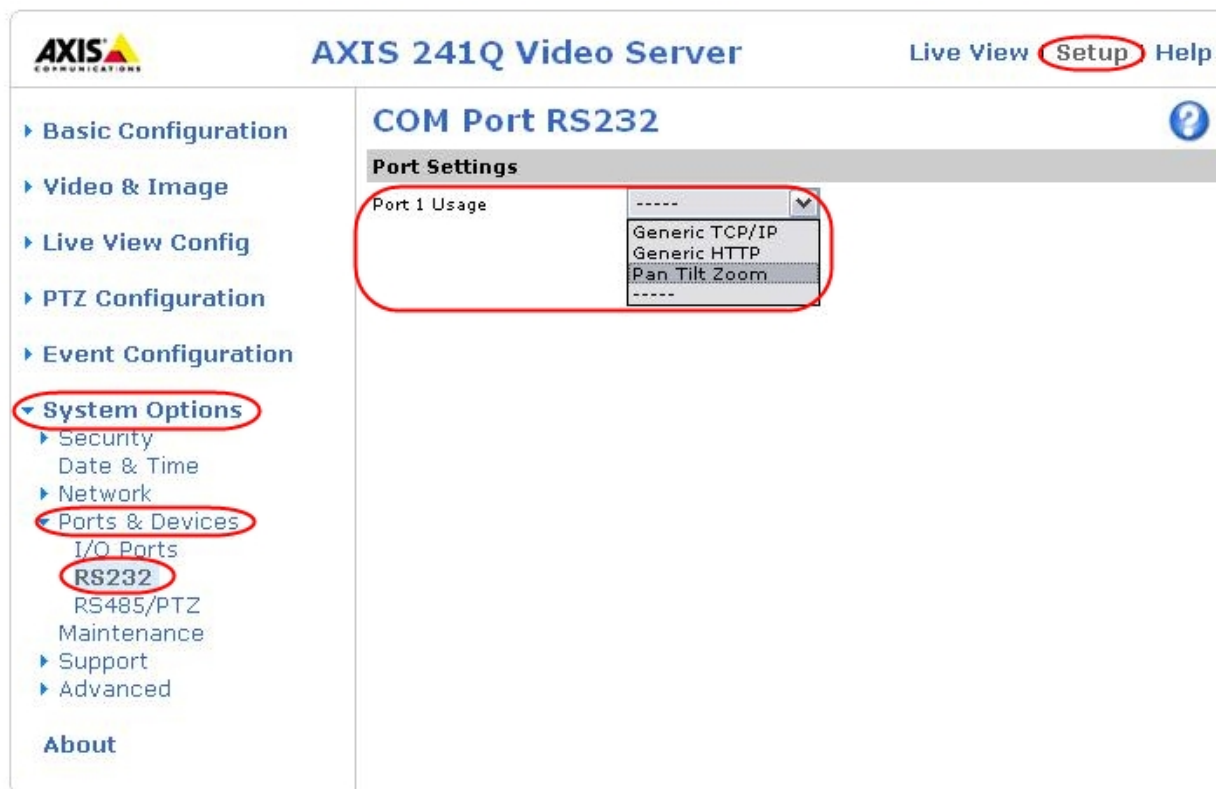 AXIS
COMMUNICATIONS
AXIS 241Q Video Server
Live View | Setup | Help
Basic Configuration
Video & Image
Live View Config
PTZ Configuration
Event Configuration
System Options
Security
Date & Time
Network
Ports & Devices
I/O Ports
RS232
RS485/PTZ
Maintenance
Support
Advanced
About
COM Port RS232
?
Port Settings
Port 1 Usage
-----
Generic TCP/IP
Generic HTTP
Pan Tilt Zoom
-----